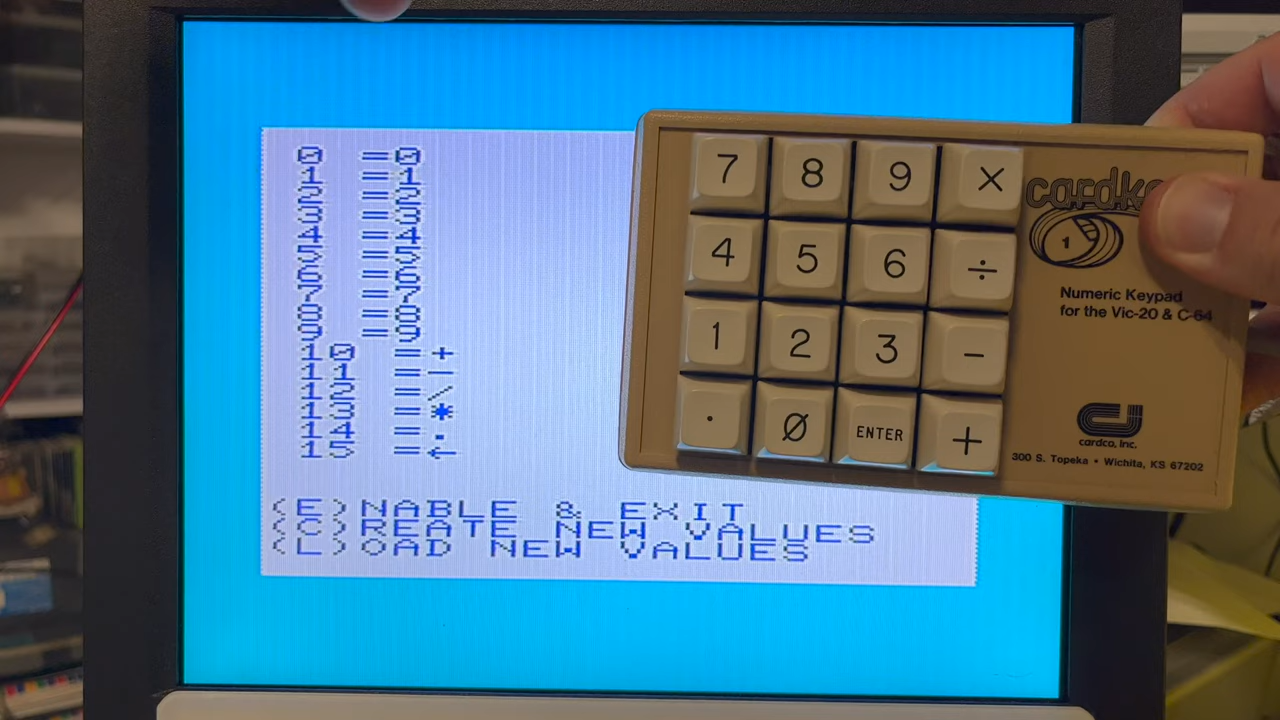 0 =0
1 =1
2 =2
3 =3
4 =4
5 =5
6 =6
7 =7
8 =8
9 =9
10 =+
11 =-
12 =/
13 =*
14 =.
15 =←
(E)NABLE & EXIT
(C)REATE NEW VALUES
(L)OAD NEW VALUES
7 8 9 ×
4 5 6 ÷
1 2 3 −
. Ø ENTER +
1
Numeric Keypad
for the Vic-20 & C-64
cardco, inc.
300 S. Topeka • Wichita, KS 67202